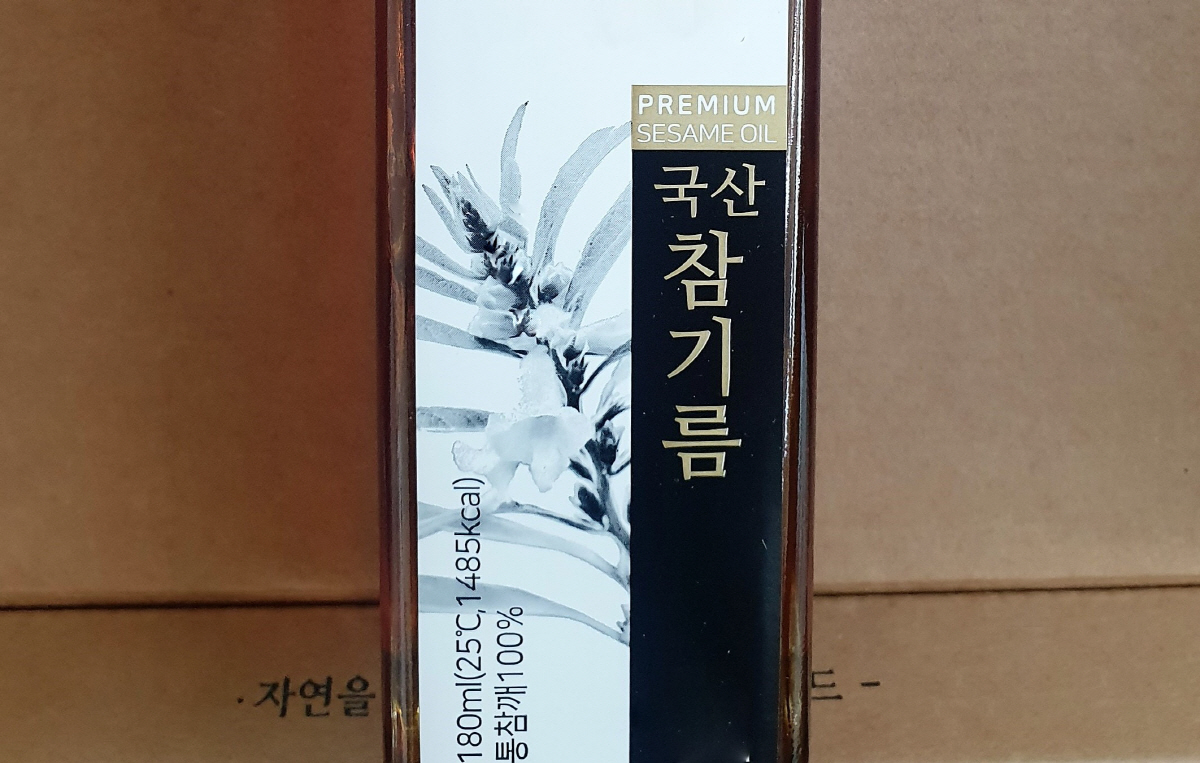 PREMIUM
SESAME OIL
국산
참기름
180ml(25℃,1485kcal)
통참깨100%
·자연을
드 -